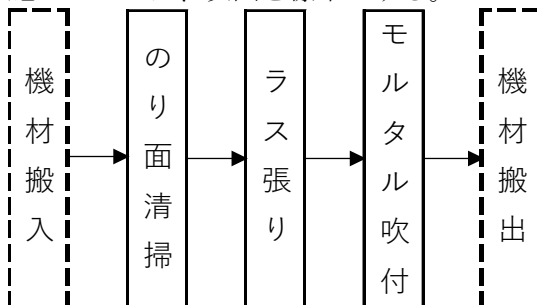 機材搬入
のり面清掃
ラス張り
モルタル吹付
機材搬出